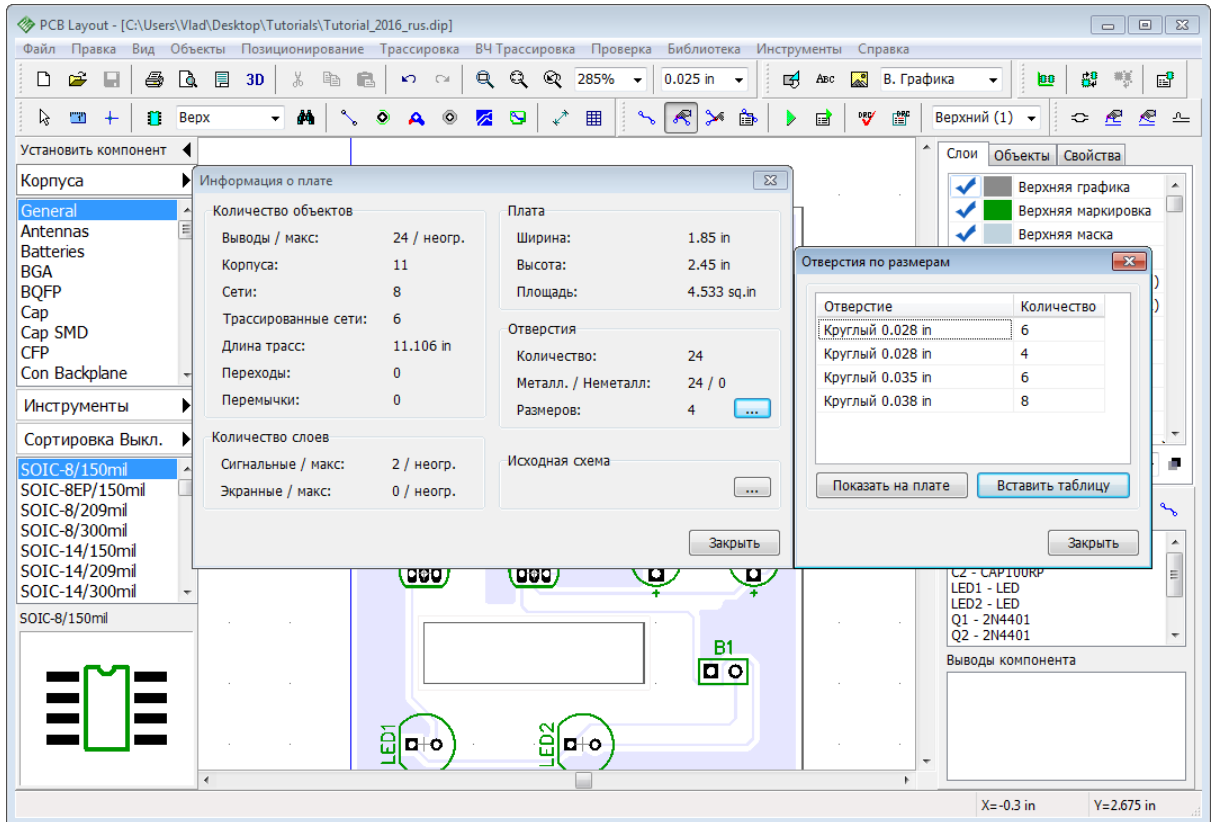 PCB Layout - [C:\Users\Vlad\Desktop\Tutorials\Tutorial_2016_rus.dip]
Файл Правка Вид Объекты Позиционирование Трассировка ВЧ Трассировка Проверка Библиотека Инструменты Справка
3D 285% 0.025 in ABC В. Графика
Верх DRC DRC Верхний (1)
Установить компонент
Корпуса
General
Antennas
Batteries
BGA
BQFP
Cap
Cap SMD
CFP
Con Backplane
Инструменты
Сортировка Выкл.
SOIC-8/150mil
SOIC-8EP/150mil
SOIC-8/209mil
SOIC-8/300mil
SOIC-14/150mil
SOIC-14/209mil
SOIC-14/300mil
SOIC-8/150mil
Информация о плате
Количество объектов
Выводы / макс: 24 / неогр.
Корпуса: 11
Сети: 8
Трассированные сети: 6
Длина трасс: 11.106 in
Переходы: 0
Перемычки: 0
Количество слоев
Сигнальные / макс: 2 / неогр.
Экранные / макс: 0 / неогр.
Плата
Ширина: 1.85 in
Высота: 2.45 in
Площадь: 4.533 sq.in
Отверстия
Количество: 24
Металл. / Неметалл: 24 / 0
Размеров: 4 ...
Исходная схема
...
Закрыть
Отверстия по размерам
Отверстие Количество
Круглый 0.028 in 6
Круглый 0.028 in 4
Круглый 0.035 in 6
Круглый 0.038 in 8
Показать на плате Вставить таблицу
Закрыть
B1
LED1
LED2
Слои Объекты Свойства
Верхняя графика
Верхняя маркировка
Верхняя маска
C2 - CAP100RP
LED1 - LED
LED2 - LED
Q1 - 2N4401
Q2 - 2N4401
Выводы компонента
X=-0.3 in Y=2.675 in